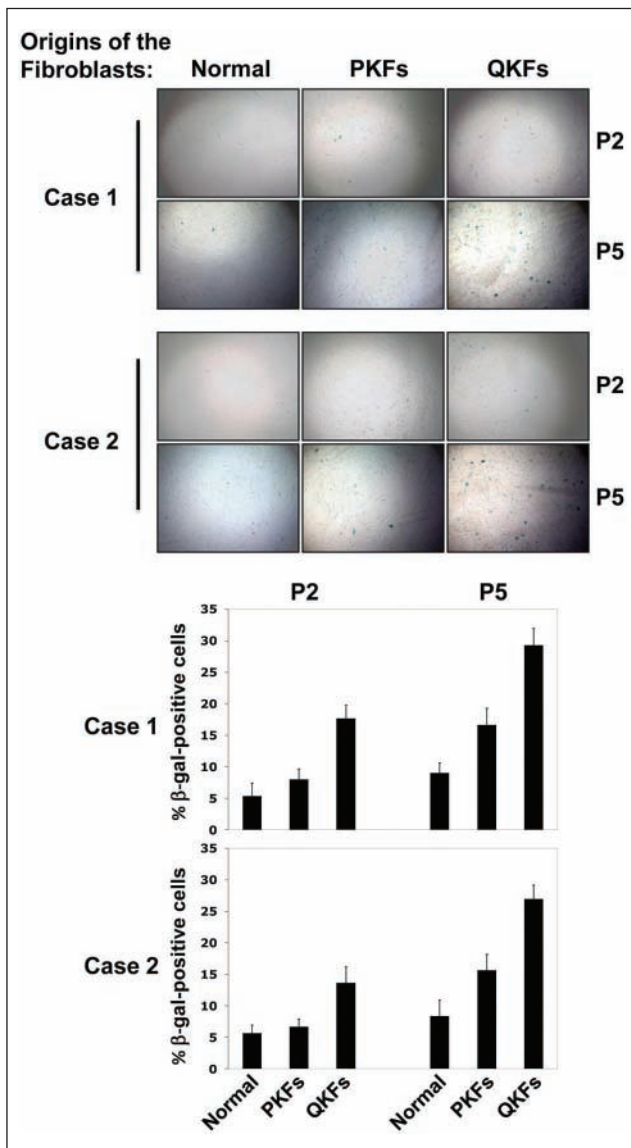 Origins of the
Fibroblasts: Normal PKFs QKFs
P2
Case 1
P5
P2
Case 2
P5
P2 P5
35
30
25
20
15
10
5
0
% β-gal-positive cells
Case 1
35
30
25
20
15
10
5
0
% β-gal-positive cells
Case 2
Normal PKFs QKFs Normal PKFs QKFs